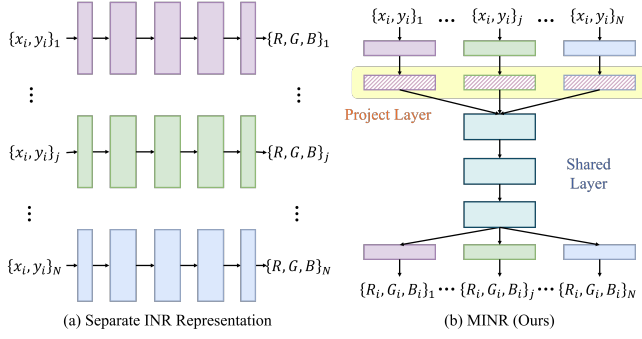 {x_i, y_i}_1
{R, G, B}_1
⋮ ⋮
{x_i, y_i}_j
{R, G, B}_j
⋮ ⋮
{x_i, y_i}_N
{R, G, B}_N
(a) Separate INR Representation
{x_i, y_i}_1 ⋯ {x_i, y_i}_j ⋯ {x_i, y_i}_N
Project Layer
Shared
Layer
{R_i, G_i, B_i}_1 ⋯ {R_i, G_i, B_i}_j ⋯ {R_i, G_i, B_i}_N
(b) MINR (Ours)